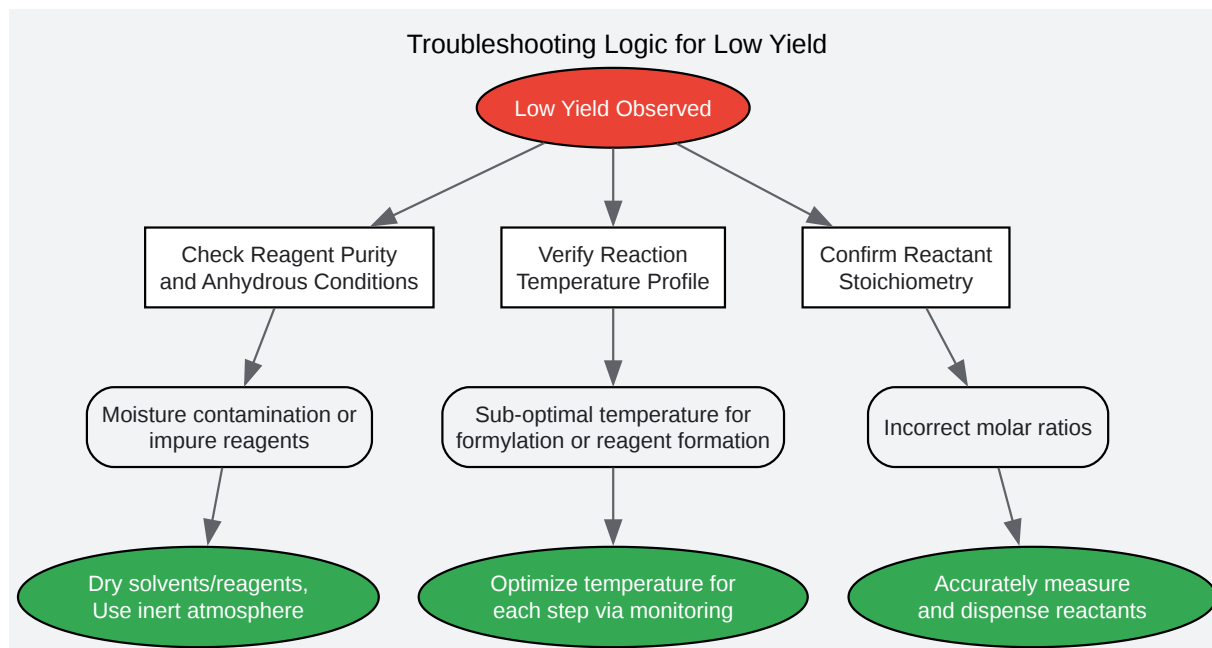 Troubleshooting Logic for Low Yield
Low Yield Observed
Check Reagent Purity
and Anhydrous Conditions
Verify Reaction
Temperature Profile
Confirm Reactant
Stoichiometry
Moisture contamination or
impure reagents
Sub-optimal temperature for
formylation or reagent formation
Incorrect molar ratios
Dry solvents/reagents,
Use inert atmosphere
Optimize temperature for
each step via monitoring
Accurately measure
and dispense reactants